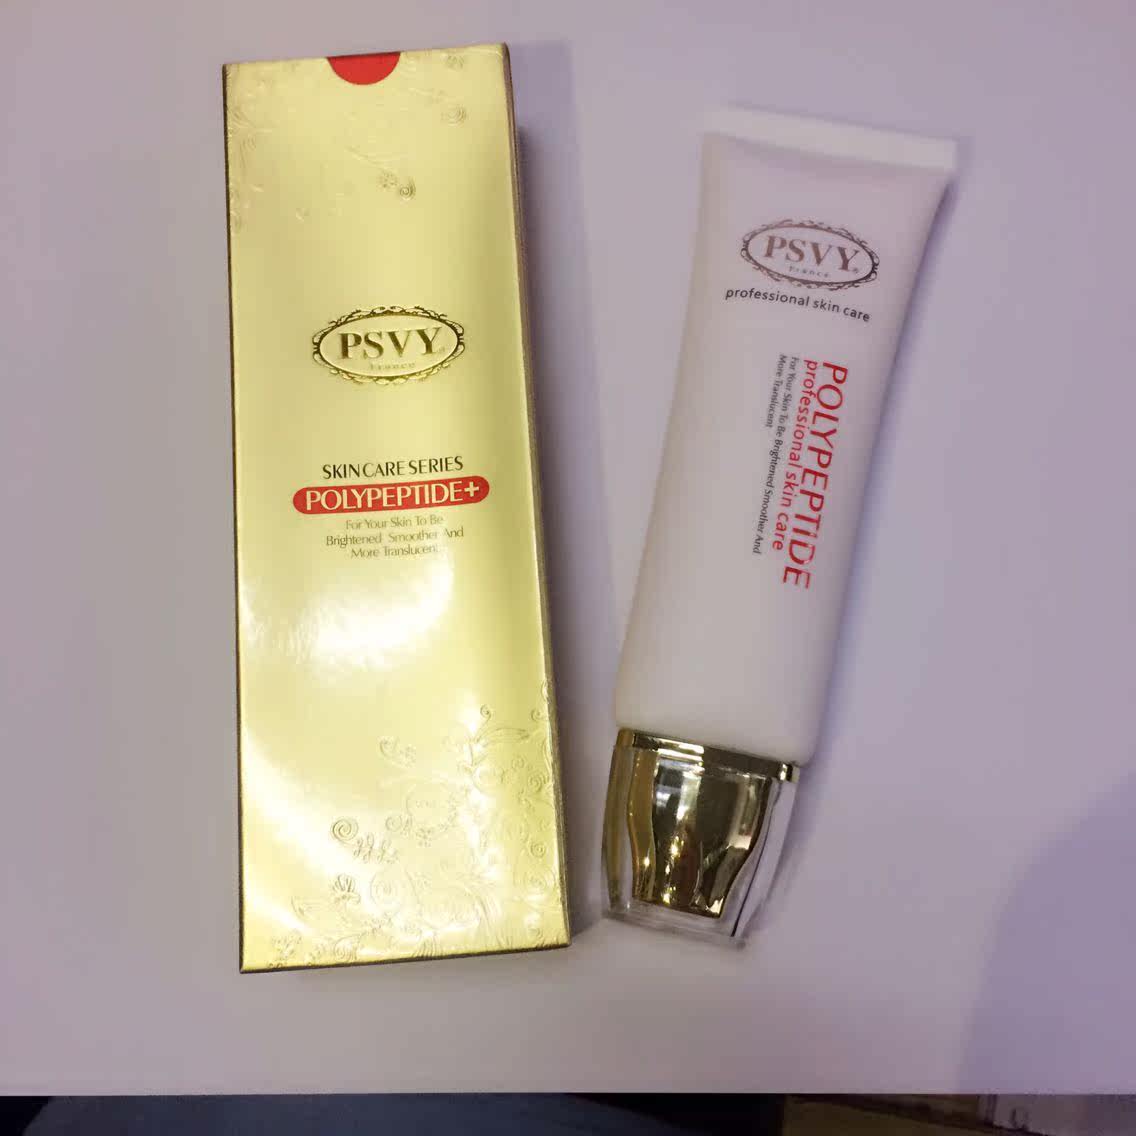 PSVY
France
SKIN CARE SERIES
POLYPEPTIDE+
For Your Skin To Be
Brightened Smoother And
More Translucent
PSVY®
France
professional skin care
POLYPEPTIDE
professional skin care
For Your Skin To Be Brightened Smoother And
More Translucent